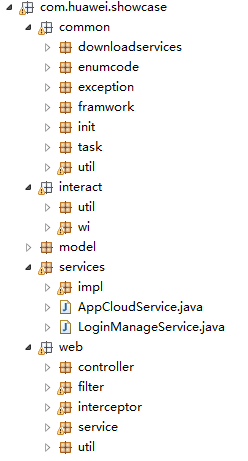 com.huawei.showcase
common
downloadservices
enumcode
exception
framwork
init
task
util
interact
util
wi
model
services
impl
AppCloudService.java
LoginManageService.java
web
controller
filter
interceptor
service
util